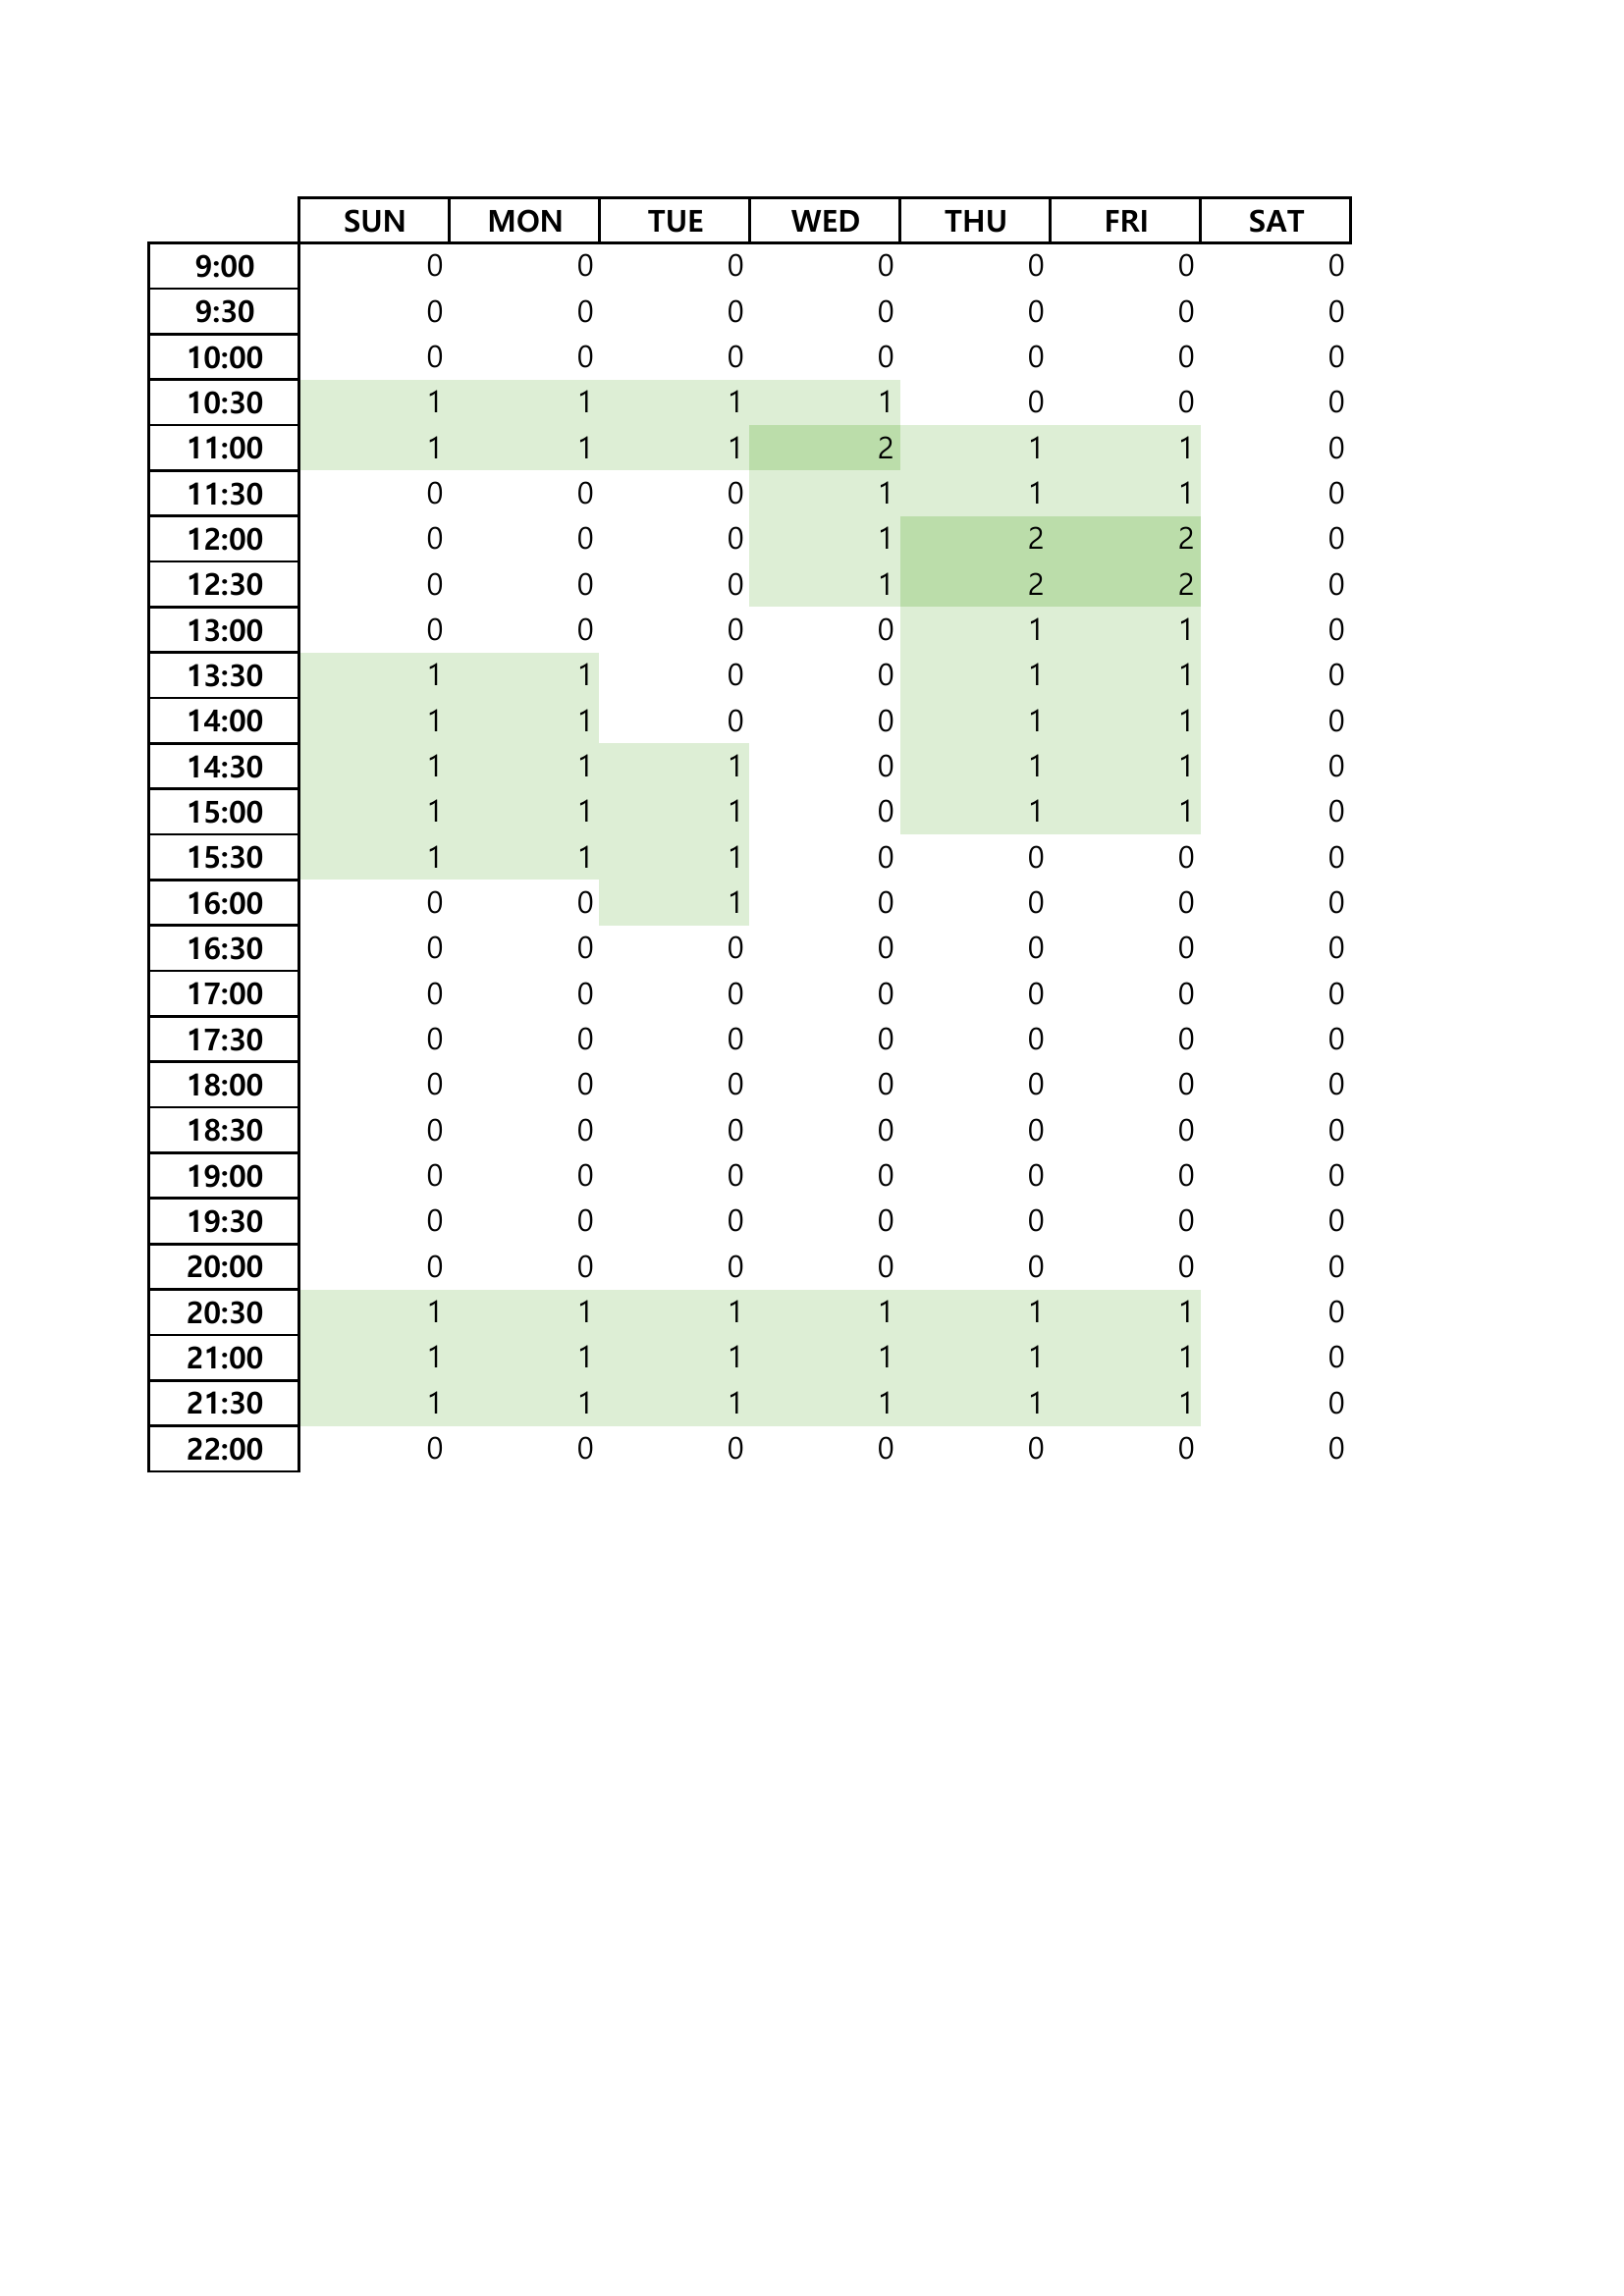 SUN MON TUE WED THU FRI SAT
9:00 0 0 0 0 0 0 0
9:30 0 0 0 0 0 0 0
10:00 0 0 0 0 0 0 0
10:30 1 1 1 1 0 0 0
11:00 1 1 1 2 1 1 0
11:30 0 0 0 1 1 1 0
12:00 0 0 0 1 2 2 0
12:30 0 0 0 1 2 2 0
13:00 0 0 0 0 1 1 0
13:30 1 1 0 0 1 1 0
14:00 1 1 0 0 1 1 0
14:30 1 1 1 0 1 1 0
15:00 1 1 1 0 1 1 0
15:30 1 1 1 0 0 0 0
16:00 0 0 1 0 0 0 0
16:30 0 0 0 0 0 0 0
17:00 0 0 0 0 0 0 0
17:30 0 0 0 0 0 0 0
18:00 0 0 0 0 0 0 0
18:30 0 0 0 0 0 0 0
19:00 0 0 0 0 0 0 0
19:30 0 0 0 0 0 0 0
20:00 0 0 0 0 0 0 0
20:30 1 1 1 1 1 1 0
21:00 1 1 1 1 1 1 0
21:30 1 1 1 1 1 1 0
22:00 0 0 0 0 0 0 0